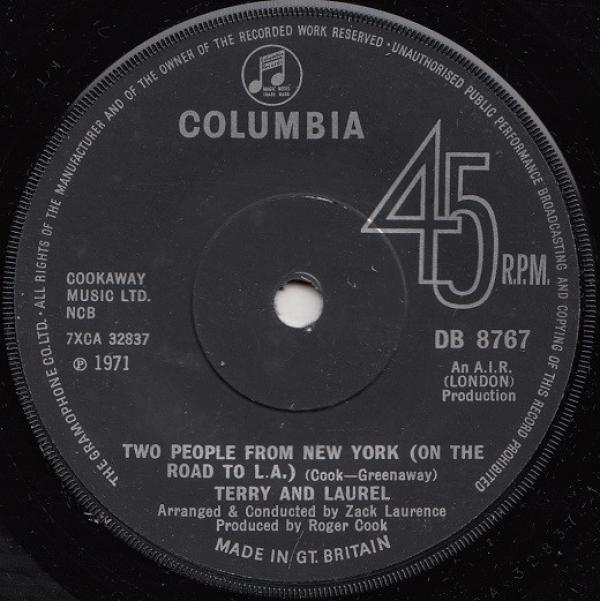 THE GRAMOPHONE CO. LTD. · ALL RIGHTS OF THE MANUFACTURER AND OF THE OWNER OF THE RECORDED WORK RESERVED · UNAUTHORISED PUBLIC PERFORMANCE BROADCASTING AND COPYING OF THIS RECORD PROHIBITED
MAGIC NOTES
TRADE MARK
COLUMBIA
45
R.P.M.
COOKAWAY
MUSIC LTD.
NCB
7XCA 32837
℗ 1971
DB 8767
An A.I.R.
(LONDON)
Production
TWO PEOPLE FROM NEW YORK (ON THE
ROAD TO L.A.) (Cook—Greenaway)
TERRY AND LAUREL
Arranged & Conducted by Zack Laurence
Produced by Roger Cook
MADE IN GT. BRITAIN